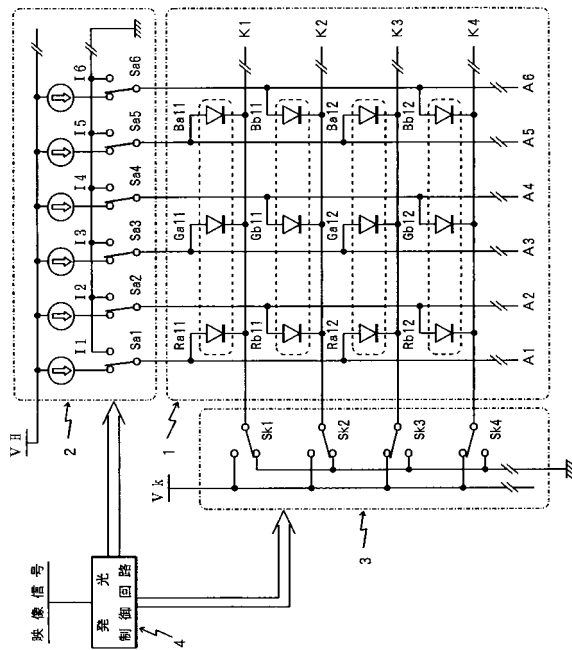 VH
I1 I2 I3 I4 I5 I6
Sa1 Sa2 Sa3 Sa4 Sa5 Sa6
2
1
Ra11 Ga11 Ba11
K1
Rb11 Gb11 Bb11
K2
Ra12 Ga12 Ba12
K3
Rb12 Gb12 Bb12
K4
A1 A2 A3 A4 A5 A6
Vk
Sk1
Sk2
Sk3
Sk4
3
映像信号
発光
制御回路
4